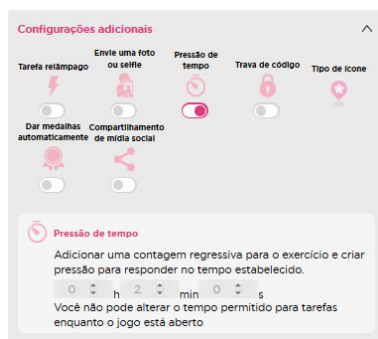 Configurações adicionais
Tarefa relâmpago
Envie uma foto
ou selfie
Pressão de
tempo
Trava de código
Tipo de ícone
Dar medalhas
automaticamente
Compartilhamento
de mídia social
Pressão de tempo
Adicionar uma contagem regressiva para o exercício e criar
pressão para responder no tempo estabelecido.
0 h 2 min 0 s
Você não pode alterar o tempo permitido para tarefas
enquanto o jogo está aberto